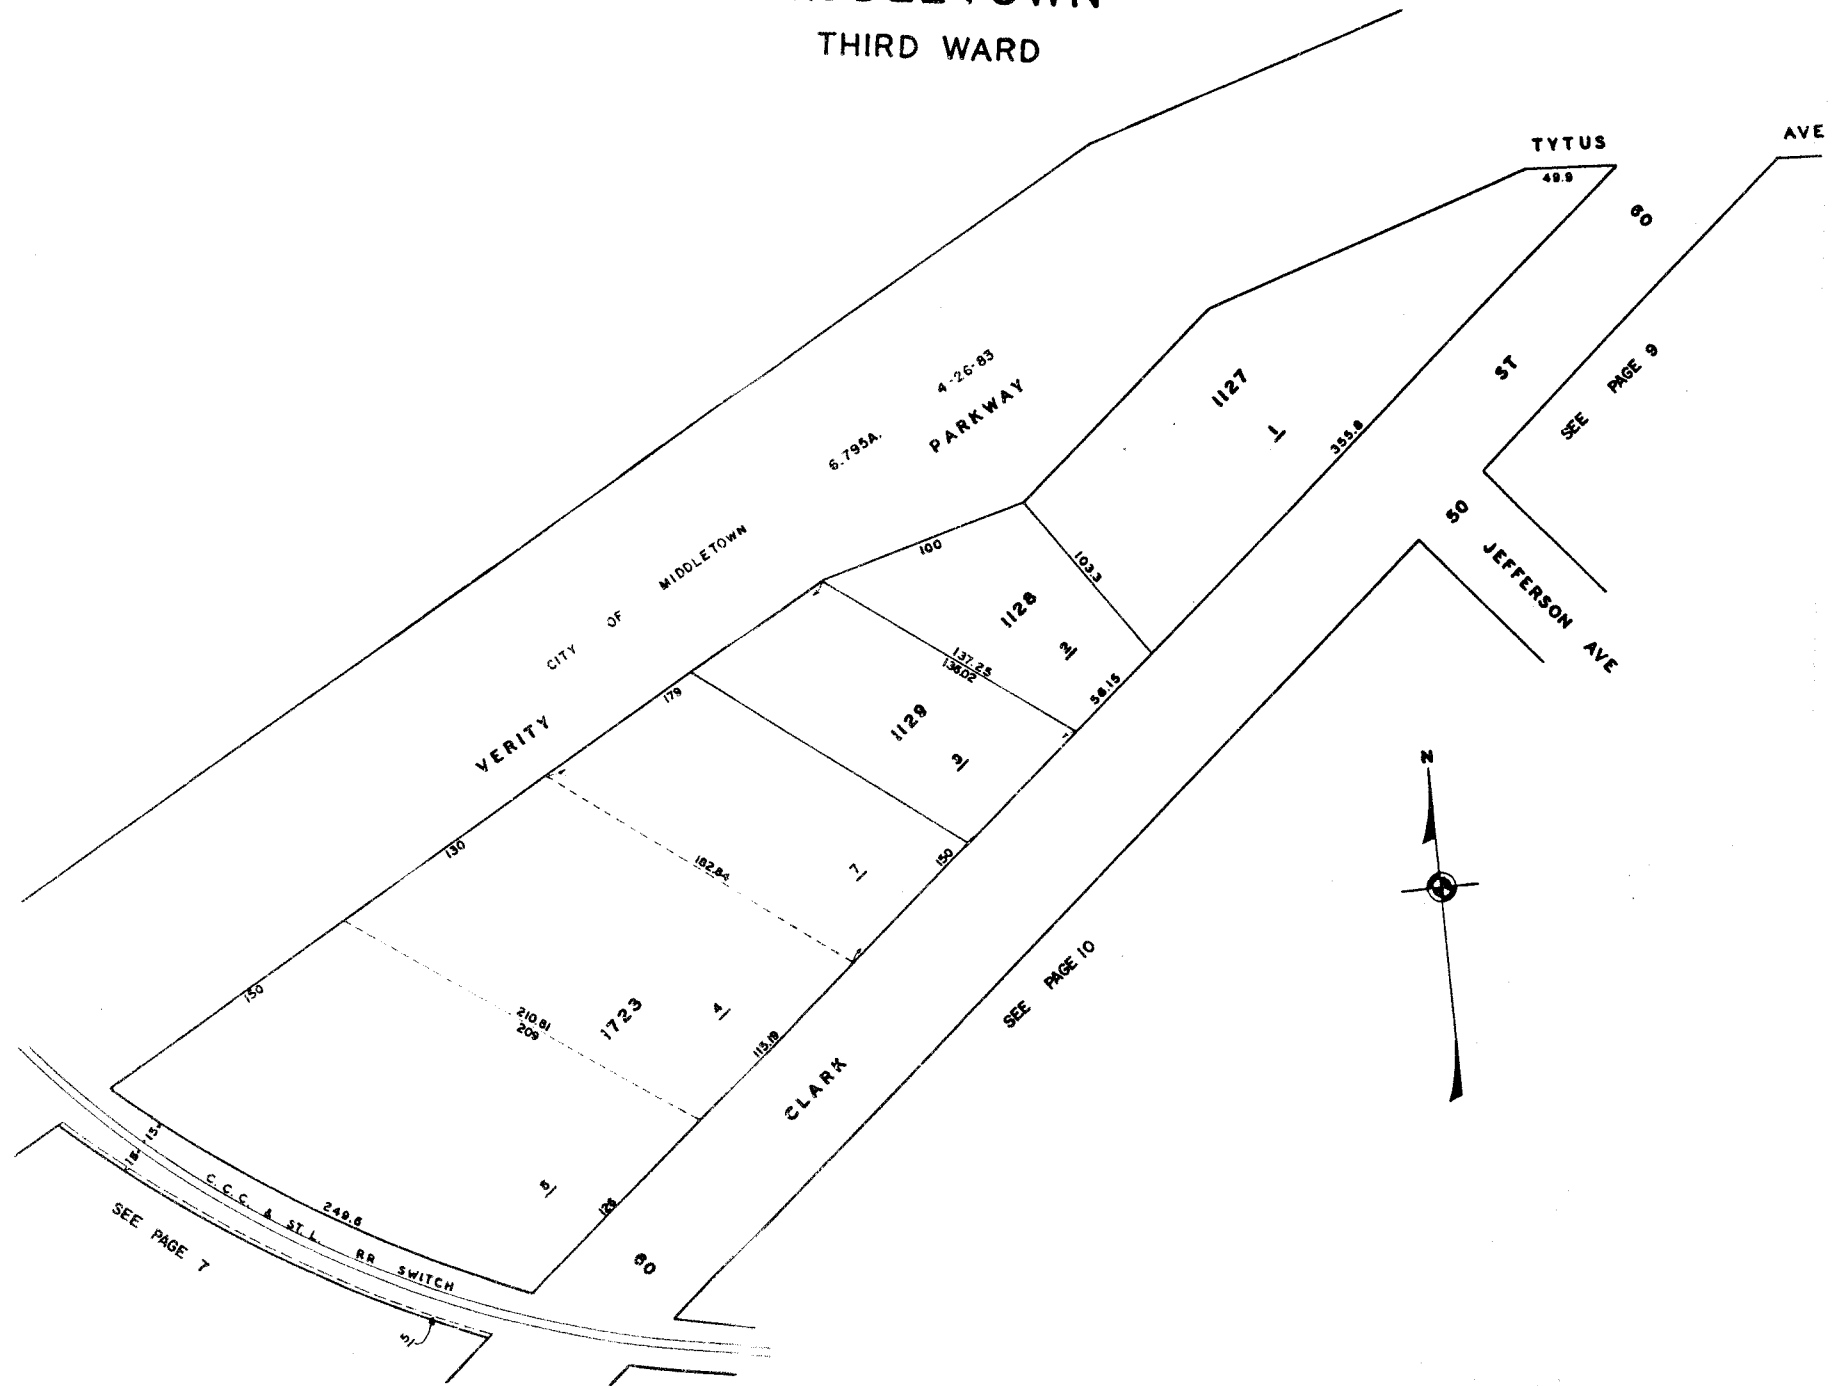 THIRD WARD
TYTUS
AVE
49.9
60
4-26-83
6.795A.
PARKWAY
1127
1
355.8
ST
SEE PAGE 9
50
JEFFERSON AVE
100
103.3
1128
2
137.25
136.02
56.15
CITY OF MIDDLETOWN
VERITY
179
1129
3
150
7
182.84
130
150
210.81
209
1723
4
113.19
CLARK
SEE PAGE 10
N
5
126
60
15'
249.6
C. C. C. & ST. L. RR SWITCH
SEE PAGE 7